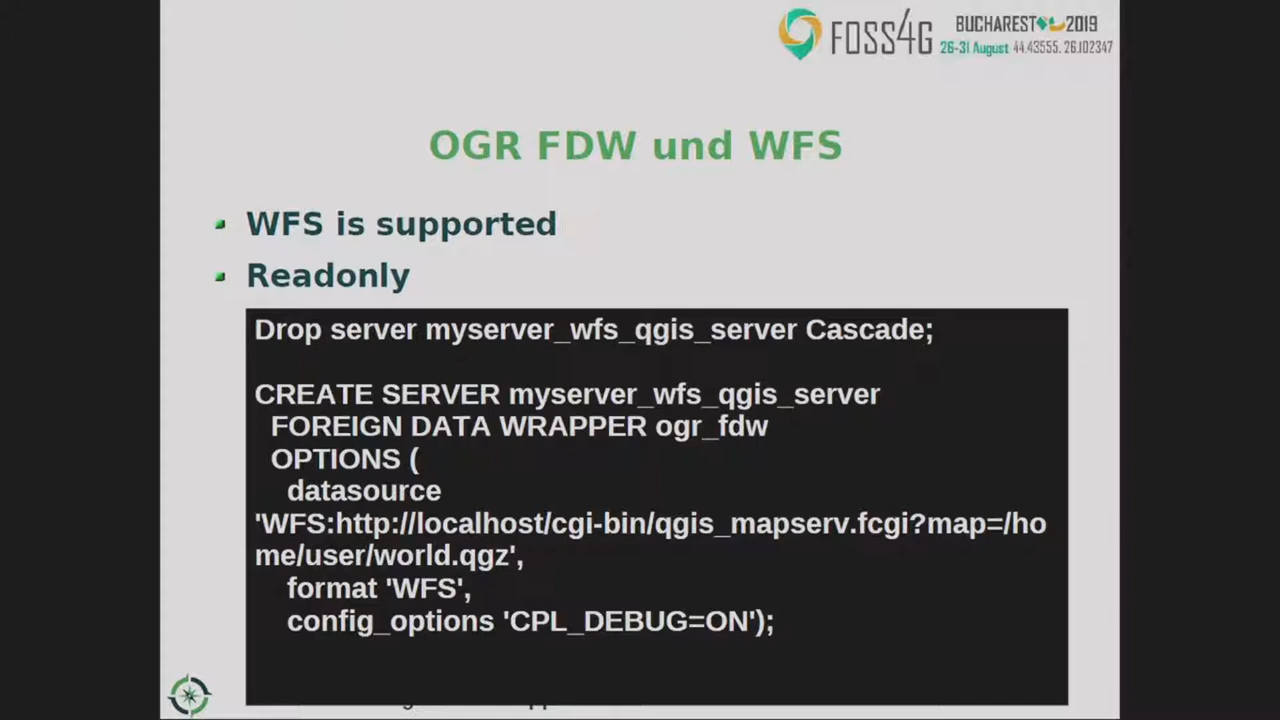 FOSS4G BUCHAREST 2019
26-31 August 44.43555, 26.102347
OGR FDW und WFS
WFS is supported
Readonly
Drop server myserver_wfs_qgis_server Cascade;
CREATE SERVER myserver_wfs_qgis_server
FOREIGN DATA WRAPPER ogr_fdw
OPTIONS (
datasource
'WFS:http://localhost/cgi-bin/qgis_mapserv.fcgi?map=/ho
me/user/world.qgz',
format 'WFS',
config_options 'CPL_DEBUG=ON');